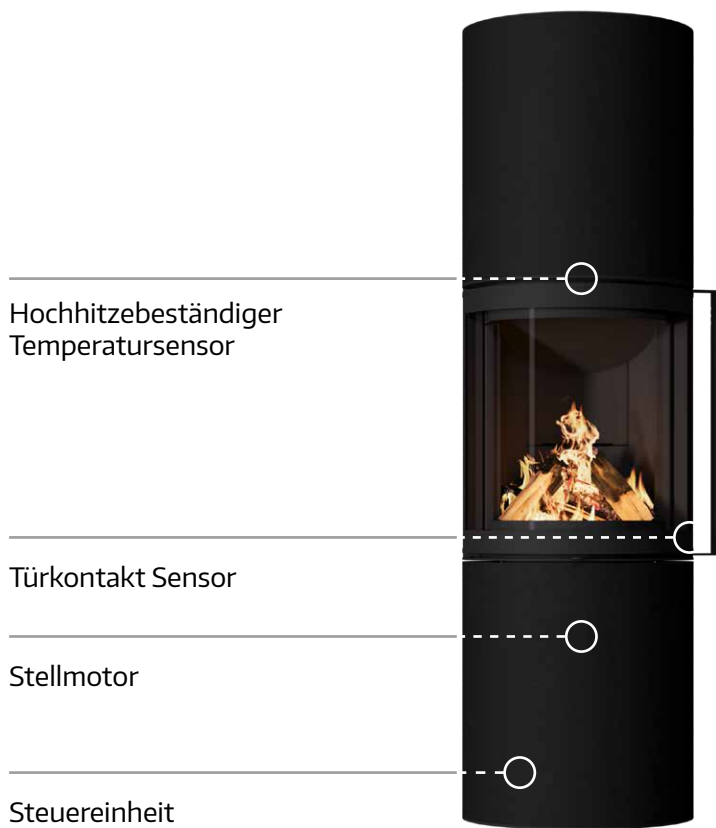 Hochhitzebeständiger
Temperatursensor
Türkontakt Sensor
Stellmotor
Steuereinheit